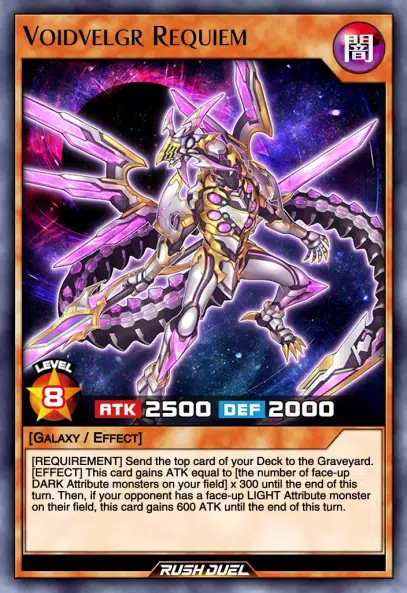 VOIDVELGR REQUIEM
闇
LEVEL
8
ATK 2500 DEF 2000
[GALAXY / EFFECT]
[REQUIREMENT] Send the top card of your Deck to the Graveyard.
[EFFECT] This card gains ATK equal to [the number of face-up
DARK Attribute monsters on your field] x 300 until the end of this
turn. Then, if your opponent has a face-up LIGHT Attribute monster
on their field, this card gains 600 ATK until the end of this turn.
RUSH DUEL